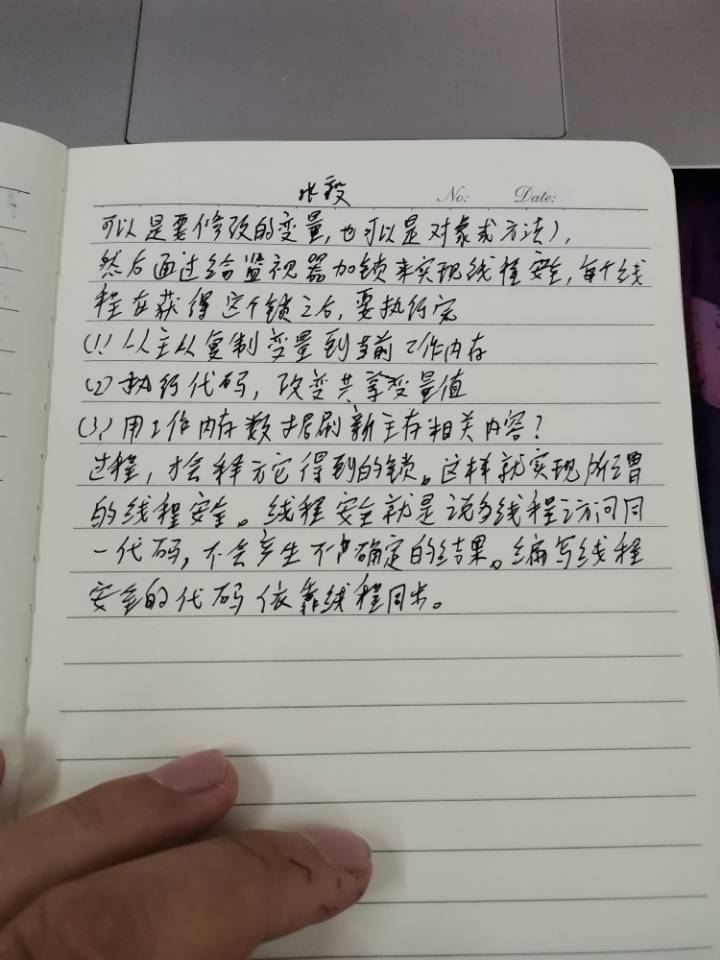 No: Date:
可以是要修改的变量,也可以是对象或方法),
然后通过给监视器加锁来实现线程安全,每个线
程在获得这个锁之后,要执行完
(1) 从主从复制变量到当前工作内存
(2) 执行代码,改变共享变量值
(3) 用工作内存数据刷新主存相关内容?
过程,才会释放它得到的锁。这样就实现所谓
的线程安全。线程安全就是说多线程访问同
一代码,不会产生不确定的结果。编写线程
安全的代码依靠线程同步。